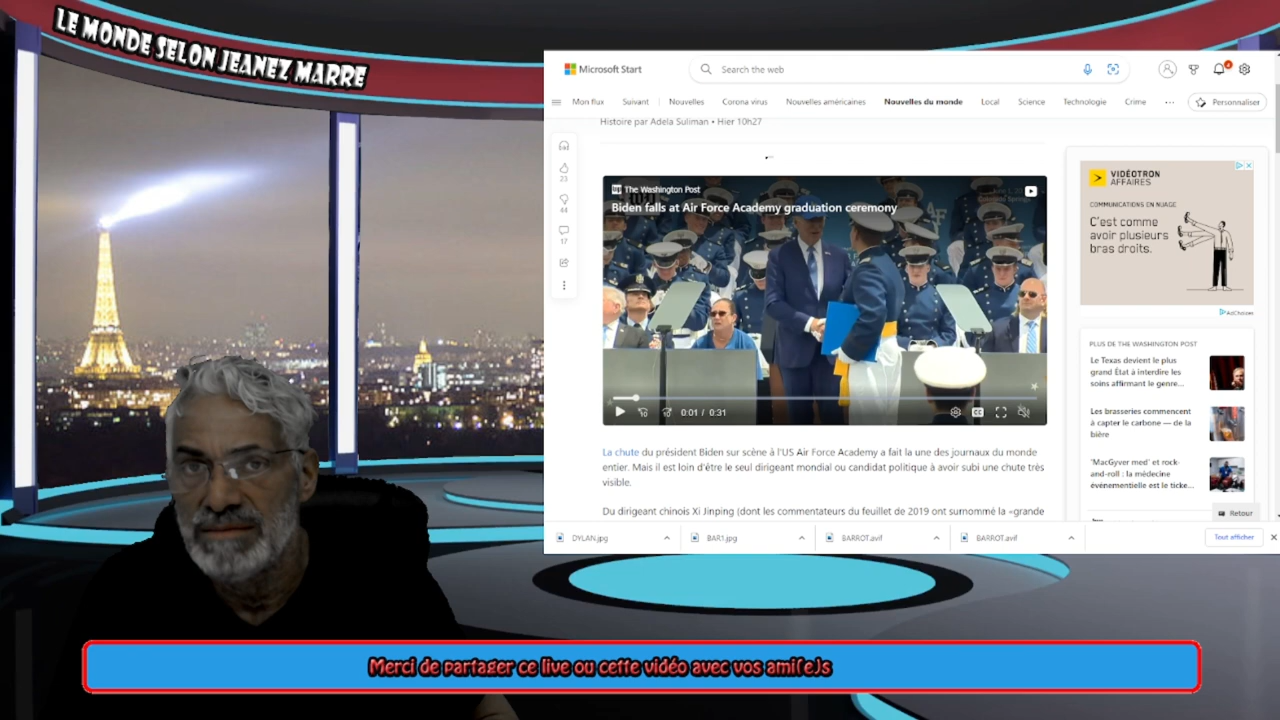 LE MONDE SELON JEANEZ MARRE
Microsoft Start
Search the web
Mon flux
Suivant
Nouvelles
Corona virus
Nouvelles américaines
Nouvelles du monde
Local
Science
Technologie
Crime
Personnaliser
Histoire par Adela Suliman • Hier 10h27
23
44
17
The Washington Post
Biden falls at Air Force Academy graduation ceremony
0:01 / 0:31
CC
La chute du président Biden sur scène à l'US Air Force Academy a fait la une des journaux du monde
entier. Mais il est loin d'être le seul dirigeant mondial ou candidat politique à avoir subi une chute très
visible.
Du dirigeant chinois Xi Jinping (dont les commentateurs du feuillet de 2019 ont surnommé la «grande
VIDÉOTRON
AFFAIRES
COMMUNICATIONS EN NUAGE
C'est comme
avoir plusieurs
bras droits.
AdChoices
PLUS DE THE WASHINGTON POST
Le Texas devient le plus
grand État à interdire les
soins affirmant le genre...
Les brasseries commencent
à capter le carbone — de la
bière
'MacGyver med' et rock-
and-roll : la médecine
événementielle est le ticke...
Retour
DYLAN.jpg
BAR1.jpg
BARROT.avif
BARROT.avif
Tout afficher
Merci de partager ce live ou cette vidéo avec vos ami(e)s